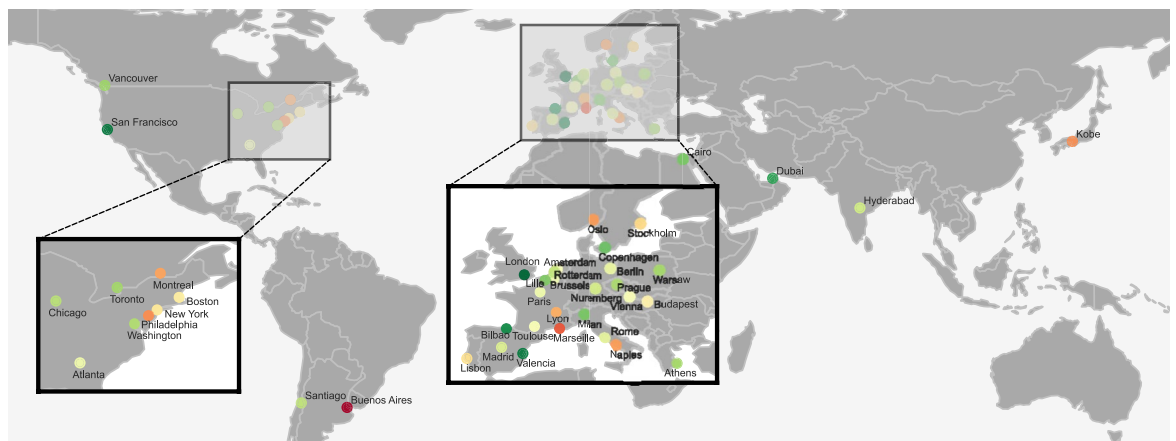 Vancouver
San Francisco
Cairo
Dubai
Kobe
Hyderabad
Montreal
Toronto
Chicago
Boston
New York
Philadelphia
Washington
Atlanta
Oslo
Stockholm
London
Amsterdam
Copenhagen
Rotterdam
Berlin
Warsaw
Lille
Brussels
Prague
Paris
Nuremberg
Vienna
Budapest
Lyon
Milan
Bilbao
Toulouse
Marseille
Rome
Madrid
Valencia
Naples
Lisbon
Athens
Santiago
Buenos Aires